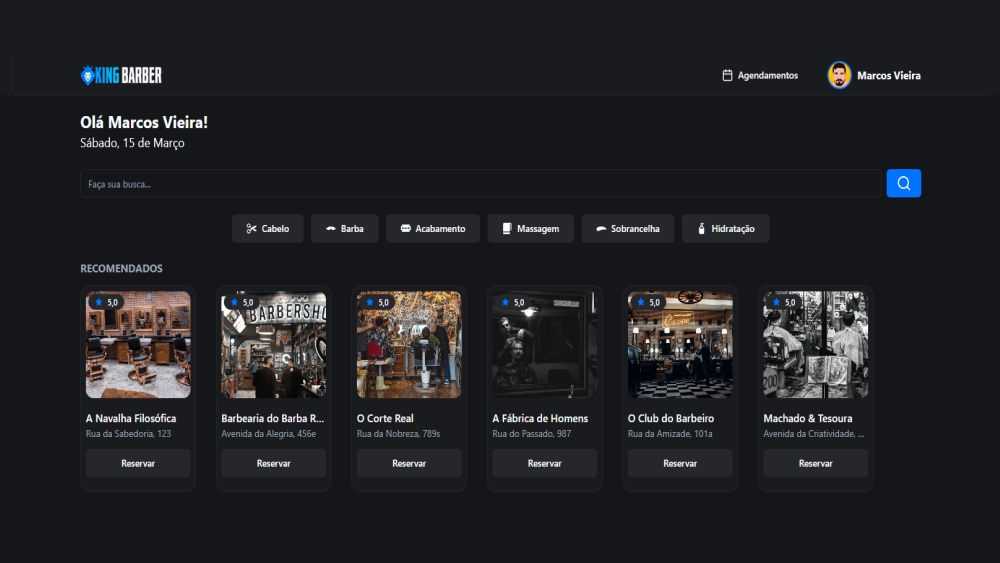 KING BARBER
Agendamentos
Marcos Vieira
Olá Marcos Vieira!
Sábado, 15 de Março
Faça sua busca...
Cabelo
Barba
Acabamento
Massagem
Sobrancelha
Hidratação
RECOMENDADOS
5,0
5,0
5,0
5,0
5,0
5,0
BARBERSHO
A Navalha Filosófica
Rua da Sabedoria, 123
Reservar
Barbearia do Barba R...
Avenida da Alegria, 456e
Reservar
O Corte Real
Rua da Nobreza, 789s
Reservar
A Fábrica de Homens
Rua do Passado, 987
Reservar
O Club do Barbeiro
Rua da Amizade, 101a
Reservar
Machado & Tesoura
Avenida da Criatividade, ...
Reservar